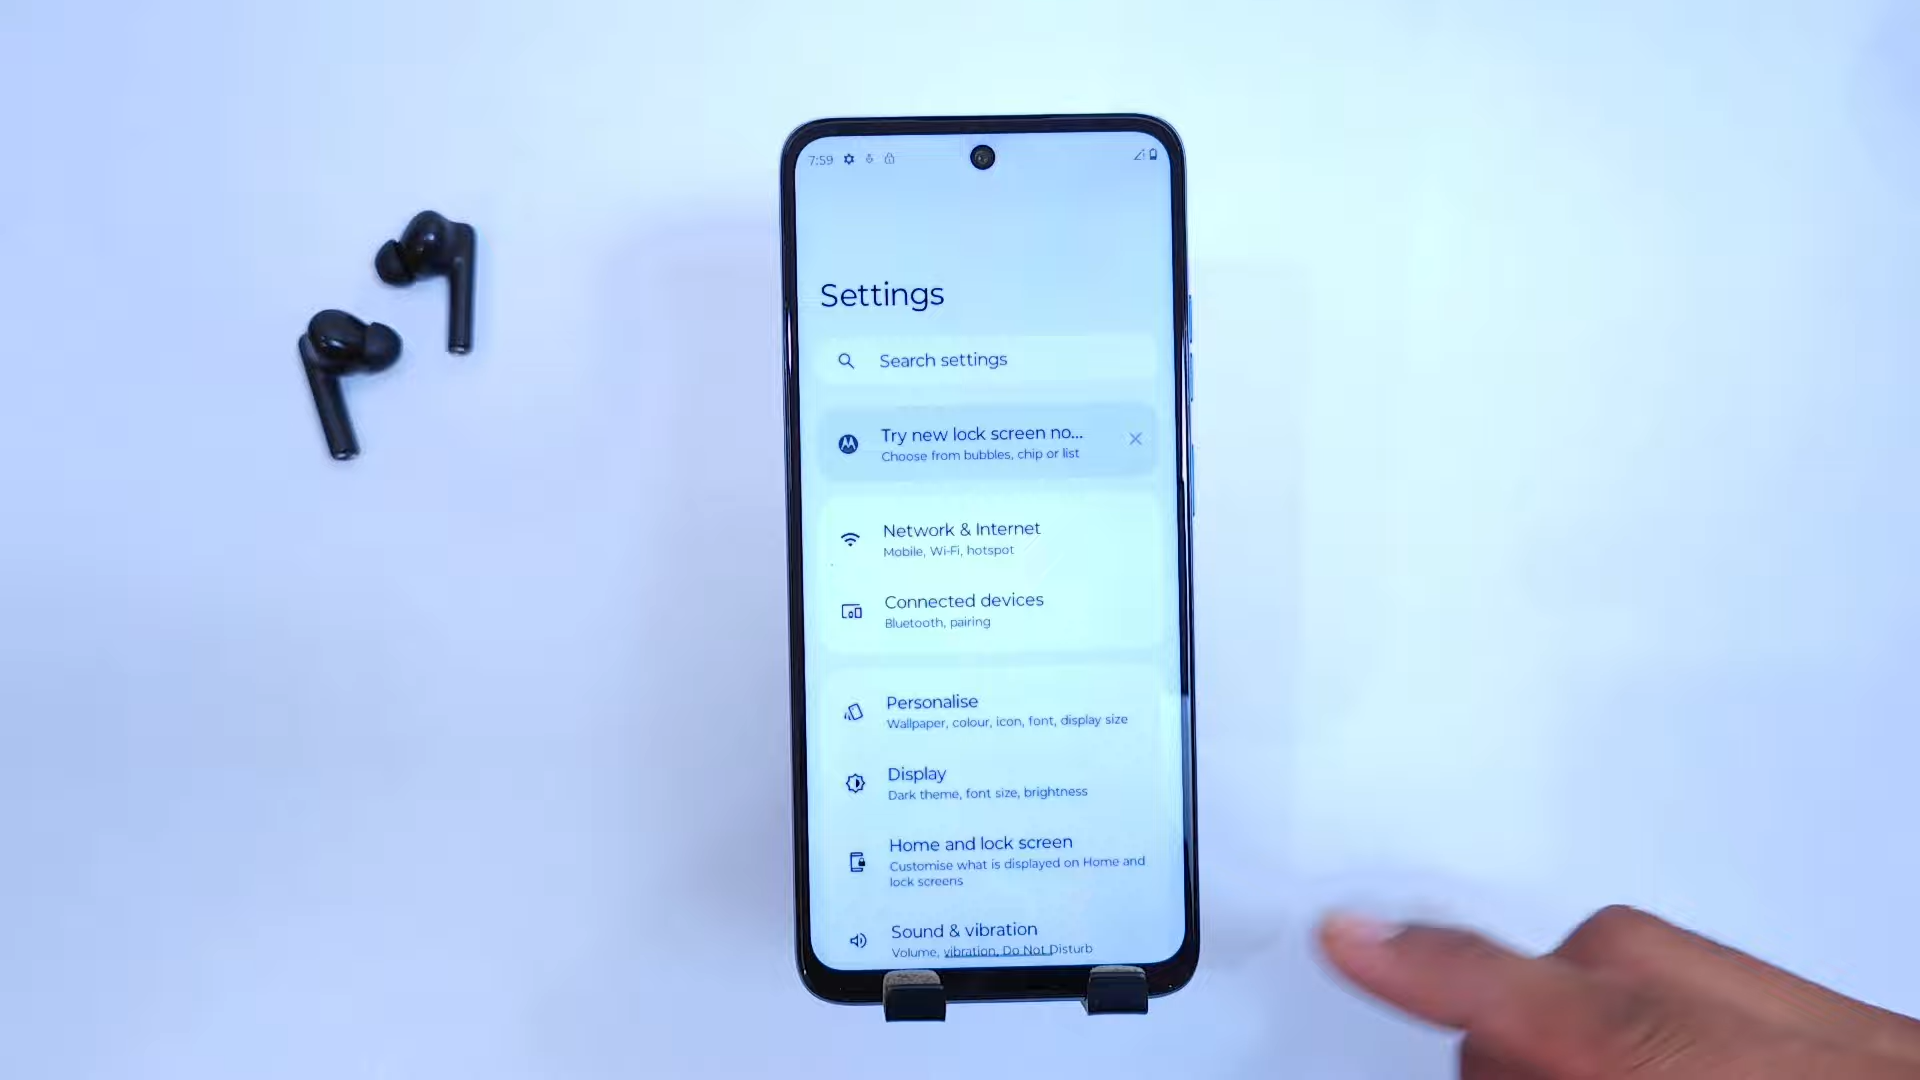 7:59
Settings
Search settings
Try new lock screen no...
Choose from bubbles, chip or list
Network & Internet
Mobile, Wi-Fi, hotspot
Connected devices
Bluetooth, pairing
Personalise
Wallpaper, colour, icon, font, display size
Display
Dark theme, font size, brightness
Home and lock screen
Customise what is displayed on Home and
lock screens
Sound & vibration
Volume, vibration, Do Not Disturb